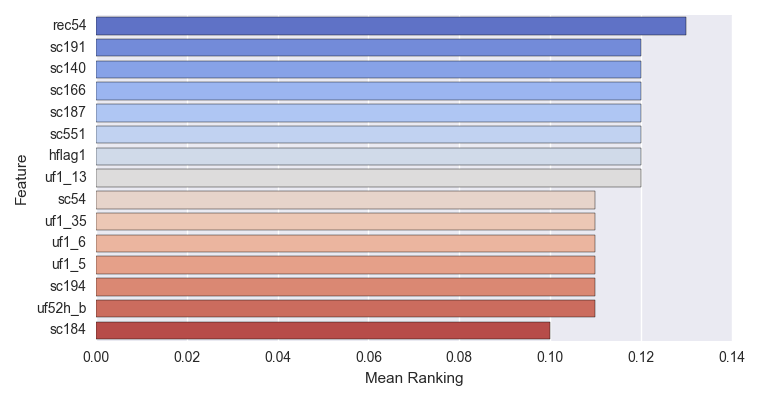 rec54
sc191
sc140
sc166
sc187
sc551
hflag1
uf1_13
sc54
uf1_35
uf1_6
uf1_5
sc194
uf52h_b
sc184
Feature
0.00 0.02 0.04 0.06 0.08 0.10 0.12 0.14
Mean Ranking